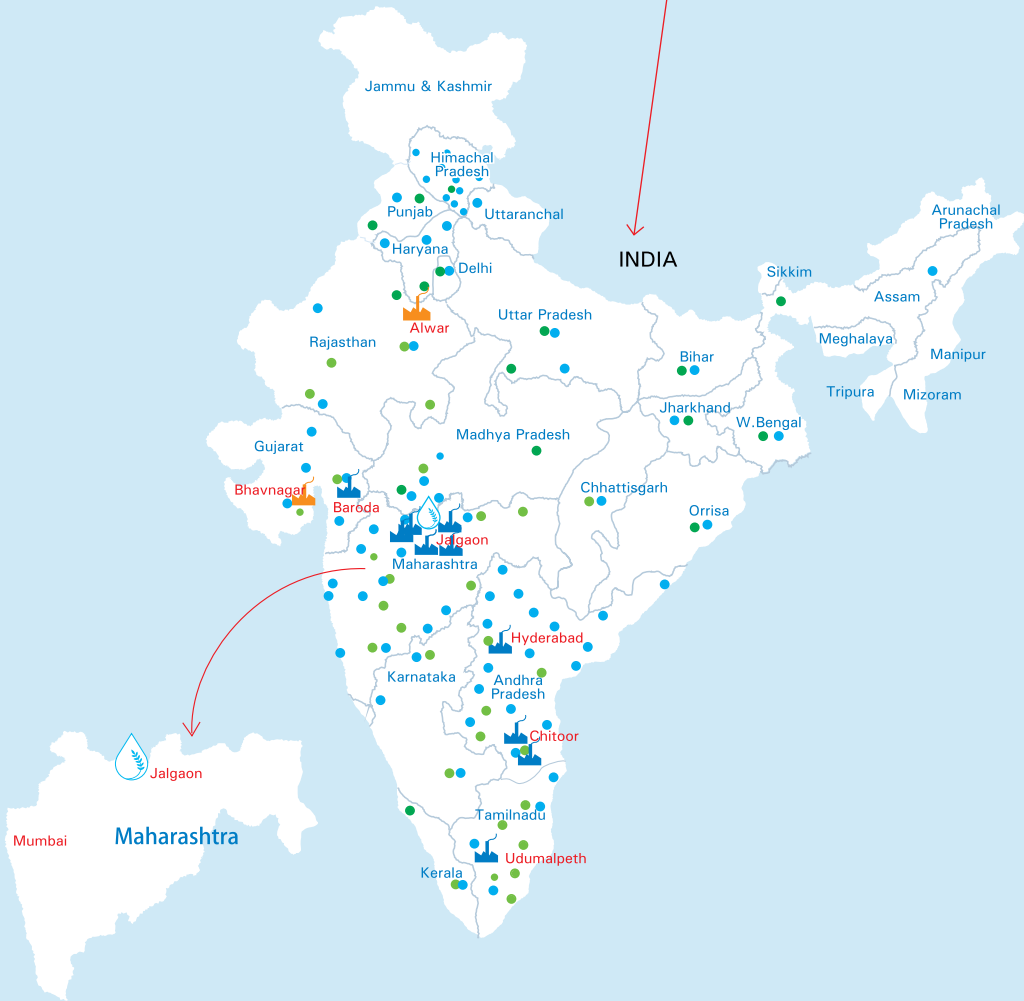 Jammu & Kashmir
Himachal
Pradesh
Punjab
Uttaranchal
Haryana
Delhi
INDIA
Arunachal
Pradesh
Sikkim
Assam
Alwar
Uttar Pradesh
Rajasthan
Meghalaya
Bihar
Manipur
Tripura
Mizoram
Jharkhand
W.Bengal
Madhya Pradesh
Gujarat
Bhavnagar
Baroda
Chhattisgarh
Orrisa
Jalgaon
Maharashtra
Hyderabad
Karnataka
Andhra
Pradesh
Chitoor
Tamilnadu
Udumalpeth
Kerala
Jalgaon
Mumbai
Maharashtra